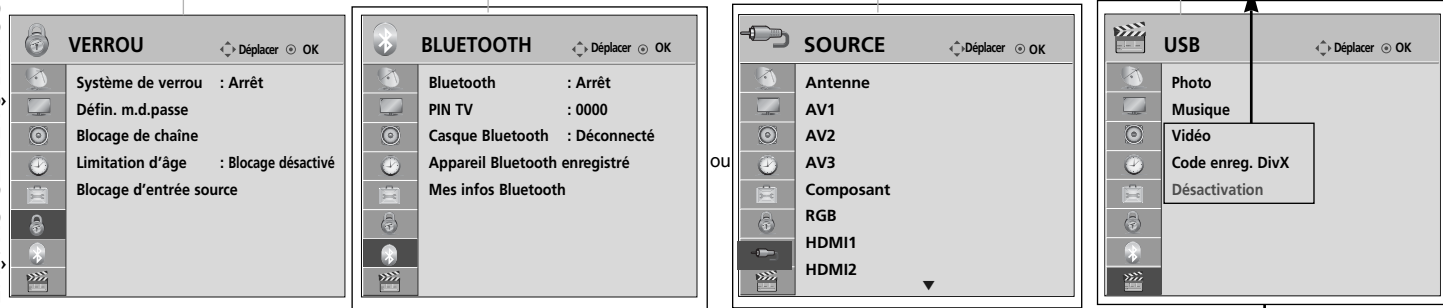 VERROU
Déplacer OK
Système de verrou : Arrêt
Défin. m.d.passe
Blocage de chaîne
Limitation d’âge : Blocage désactivé
Blocage d’entrée source
BLUETOOTH
Déplacer OK
Bluetooth : Arrêt
PIN TV : 0000
Casque Bluetooth : Déconnecté
Appareil Bluetooth enregistré
Mes infos Bluetooth
ou
SOURCE
Déplacer OK
Antenne
AV1
AV2
AV3
Composant
RGB
HDMI1
HDMI2
USB
Déplacer OK
Photo
Musique
Vidéo
Code enreg. DivX
Désactivation